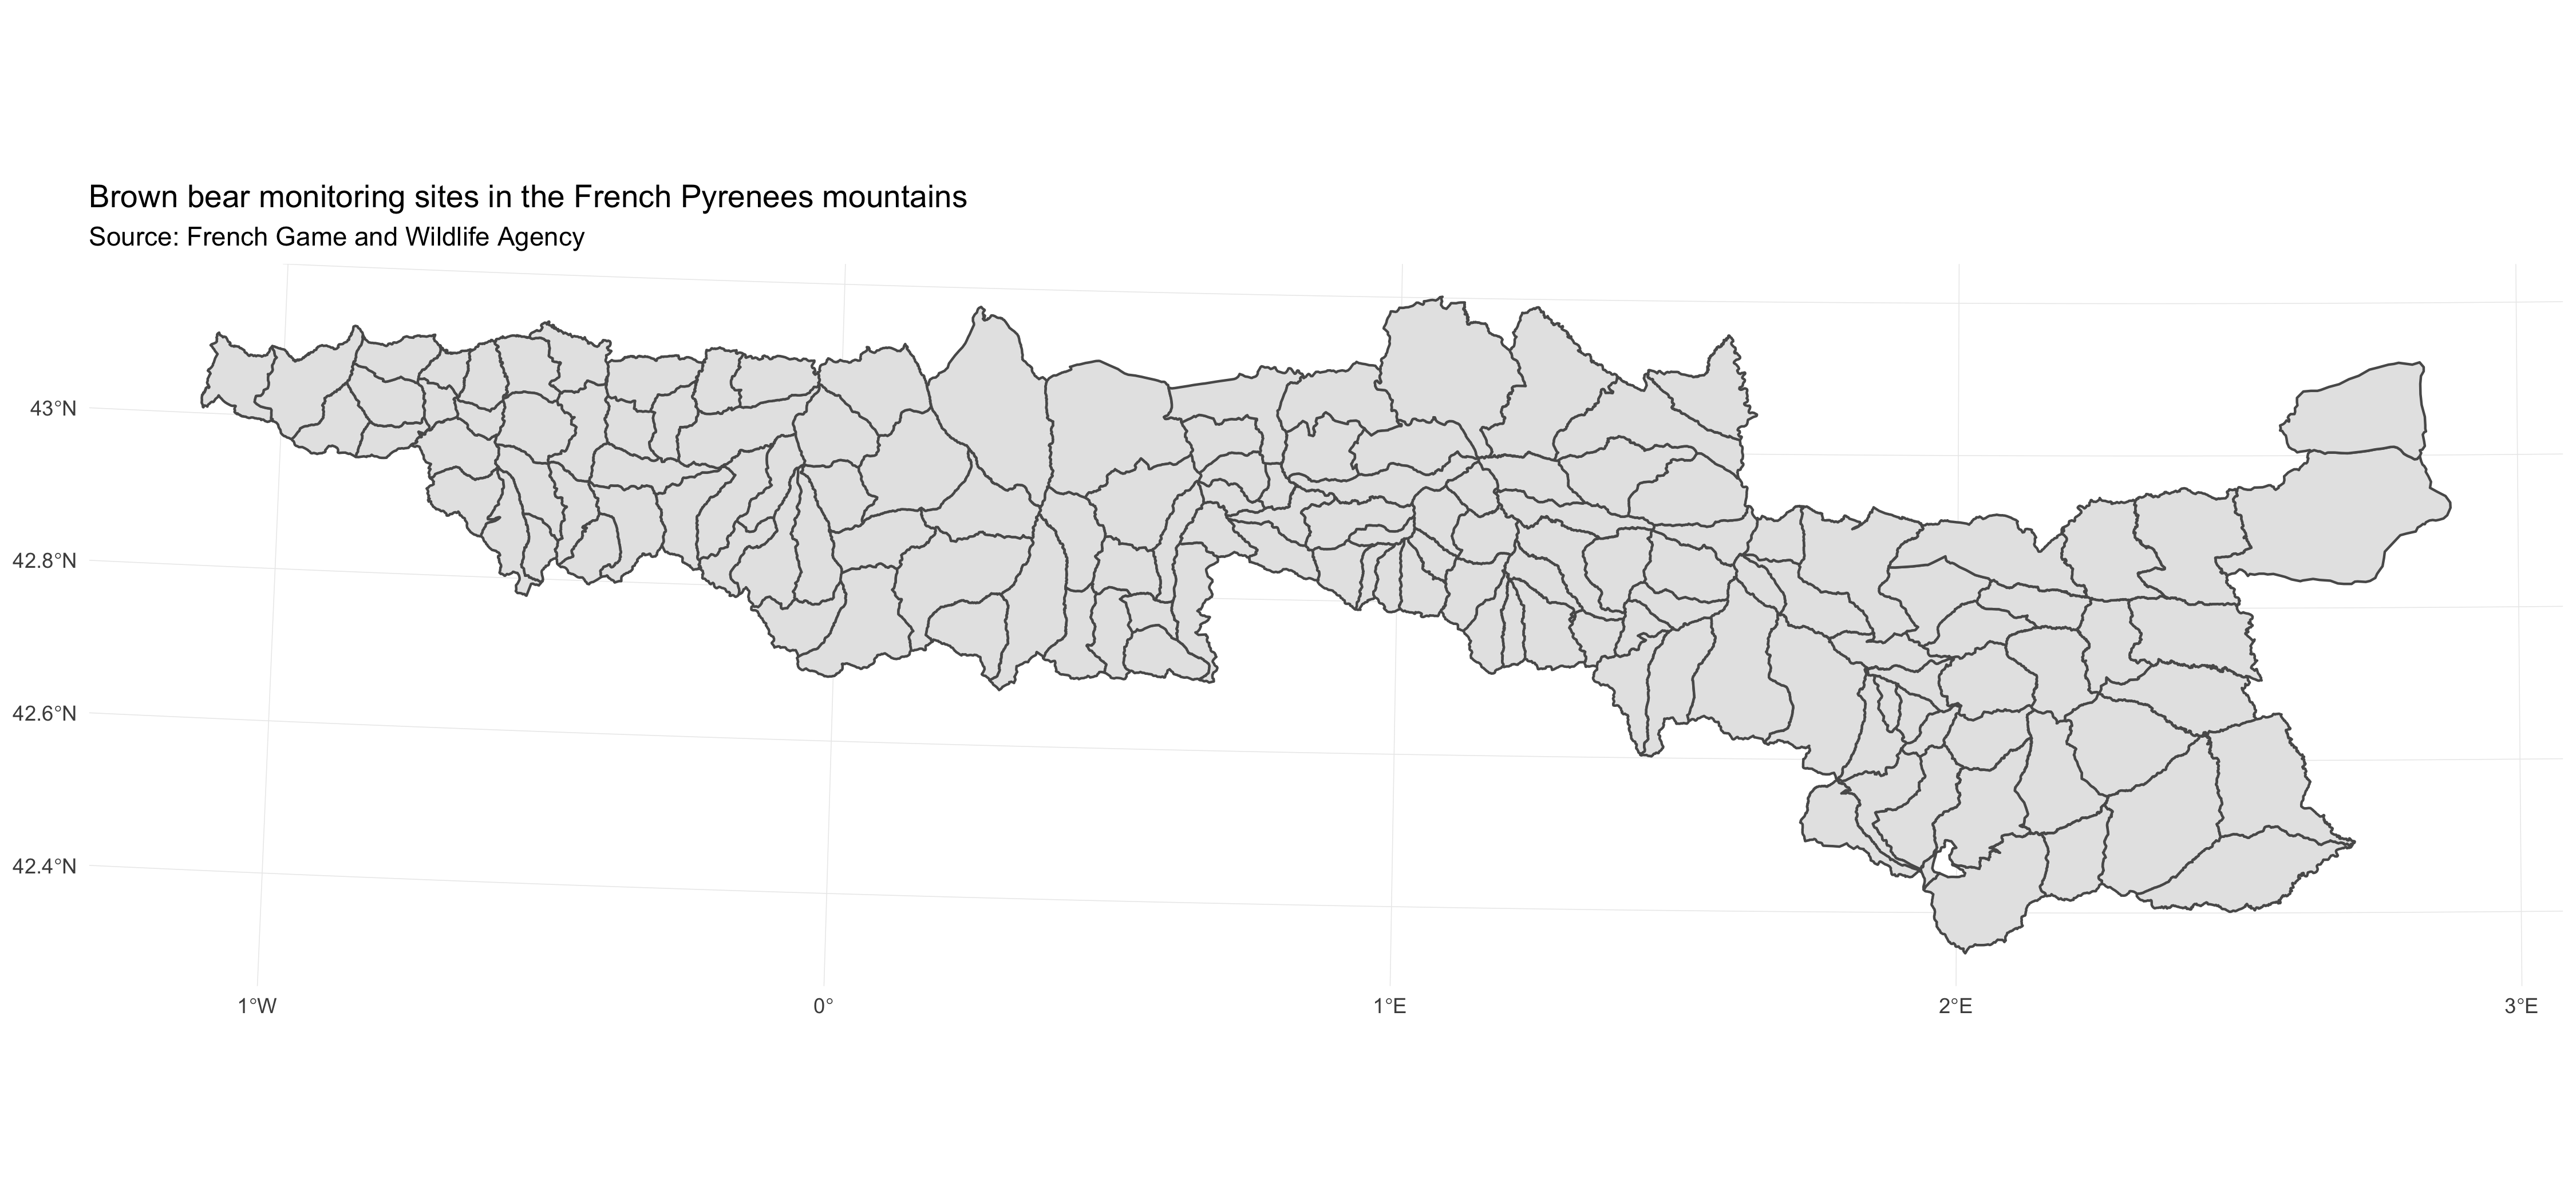 Brown bear monitoring sites in the French Pyrenees mountains
Source: French Game and Wildlife Agency
43°N
42.8°N
42.6°N
42.4°N
1°W 0° 1°E 2°E 3°E